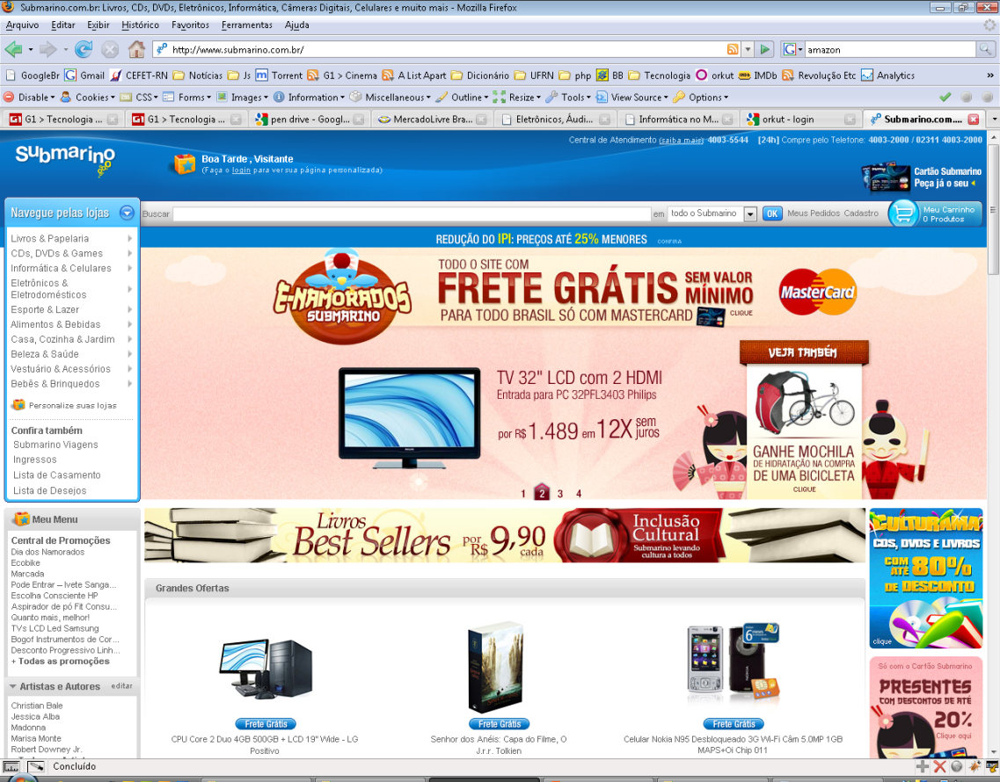 Submarino.com.br: Livros, CDs, DVDs, Eletrônicos, Informática, Câmeras Digitais, Celulares e muito mais - Mozilla Firefox
Arquivo Editar Exibir Histórico Favoritos Ferramentas Ajuda
http://www.submarino.com.br/
amazon
GoogleBr Gmail CEFET-RN Notícias Js Torrent G1 > Cinema A List Apart Dicionário UFRN php BB Tecnologia orkut IMDb Revolução Etc Analytics »
Disable Cookies CSS Forms Images Information Miscellaneous Outline Resize Tools View Source Options
G1 > Tecnologia ... G1 > Tecnologia ... pen drive - Googl... MercadoLivre Bra... Eletrônicos, Áudi... Informática no M... orkut - login Submarino.com....
Submarino
Central de Atendimento (saiba mais) 4003-5544 [24h] Compre pelo Telefone: 4003-2000 / 02311 4003-2000
Boa Tarde , Visitante
(Faça o login para ver sua página personalizada)
Cartão Submarino
Peça já o seu
Navegue pelas lojas
Buscar
em todo o Submarino OK Meus Pedidos Cadastro
Meu Carrinho
0 Produtos
REDUÇÃO DO IPI: PREÇOS ATÉ 25% MENORES CONFIRA
Livros & Papelaria
CDs, DVDs & Games
Informática & Celulares
Eletrônicos &
Eletrodomésticos
Esporte & Lazer
Alimentos & Bebidas
Casa, Cozinha & Jardim
Beleza & Saúde
Vestuário & Acessórios
Bebês & Brinquedos
Personalize suas lojas
Confira também
Submarino Viagens
Ingressos
Lista de Casamento
Lista de Desejos
E-NAMORADOS
SUBMARINO
TODO O SITE COM
FRETE GRÁTIS SEM VALOR
MÍNIMO
PARA TODO BRASIL SÓ COM MASTERCARD CLIQUE
MasterCard
TV 32" LCD com 2 HDMI
Entrada para PC 32PFL3403 Philips
por R$ 1.489 em 12X sem
juros
1 2 3 4
VEJA TAMBÉM
GANHE MOCHILA
DE HIDRATAÇÃO NA COMPRA
DE UMA BICICLETA
CLIQUE
Meu Menu
Central de Promoções
Dia dos Namorados
Ecobike
Marcada
Pode Entrar – Ivete Sanga...
Escolha Consciente HP
Aspirador de pó Fit Consu...
Quanto mais, melhor!
TVs LCD Led Samsung
Bogof Instrumentos de Cor...
Desconto Progressivo Linh...
+ Todas as promoções
Artistas e Autores editar
Christian Bale
Jessica Alba
Madonna
Marisa Monte
Robert Downey Jr.
Livros
Best Sellers por
R$ 9,90
cada
Inclusão
Cultural
Submarino levando
cultura a todos
Grandes Ofertas
Frete Grátis
CPU Core 2 Duo 4GB 500GB + LCD 19" Wide - LG
Positivo
Frete Grátis
Senhor dos Anéis: Capa do Filme, O
J.r.r. Tolkien
6
meses
NOKIA
Frete Grátis
Celular Nokia N95 Desbloqueado 3G Wi-Fi Câm 5.0MP 1GB
MAPS+Oi Chip 011
CULTURAMA
CDS, DVDS E LIVROS
COM
ATÉ 80%
DE DESCONTO
clique
Só com o Cartão Submarino
PRESENTES
COM DESCONTOS DE ATÉ
20%
Clique aqui
Concluído